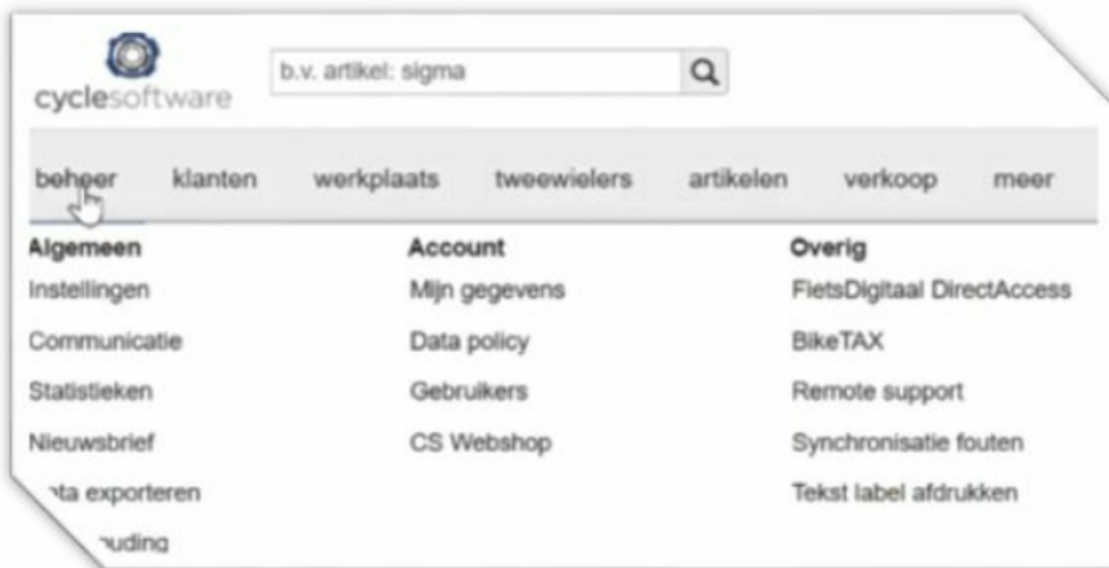 cyclesoftware
b.v. artikel: sigma
beheer klanten werkplaats tweewielers artikelen verkoop meer
Algemeen Account Overig
Instellingen Mijn gegevens FietsDigitaal DirectAccess
Communicatie Data policy BikeTAX
Statistieken Gebruikers Remote support
Nieuwsbrief CS Webshop Synchronisatie fouten
exporteren Tekst label afdrukken